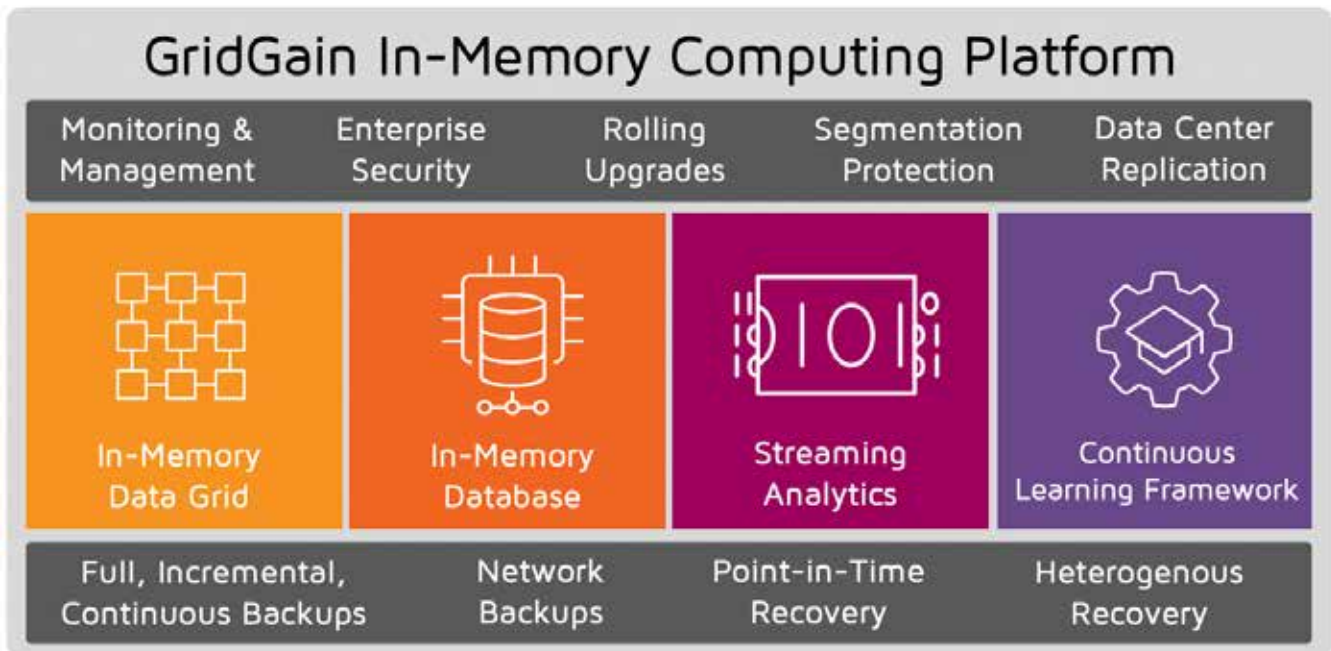 GridGain In-Memory Computing Platform
Monitoring &
Management
Enterprise
Security
Rolling
Upgrades
Segmentation
Protection
Data Center
Replication
In-Memory
Data Grid
In-Memory
Database
Streaming
Analytics
Continuous
Learning Framework
Full, Incremental,
Continuous Backups
Network
Backups
Point-in-Time
Recovery
Heterogenous
Recovery